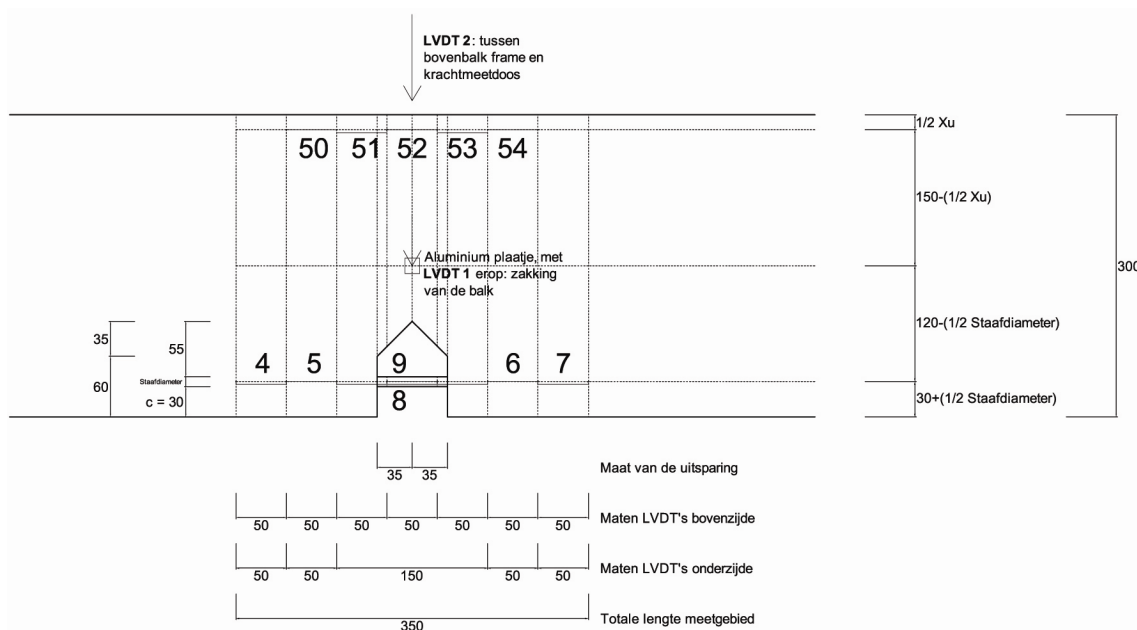 LVDT 2: tussen
bovenbalk frame en
krachtmeetdoos
1/2 Xu
50 51 52 53 54
150-(1/2 Xu)
Aluminium plaatje, met
LVDT 1 erop: zakking
van de balk
300
35
55
120-(1/2 Staafdiameter)
4 5 9 6 7
60
Staafdiameter
c = 30
8
30+(1/2 Staafdiameter)
35 35
Maat van de uitsparing
50 50 50 50 50 50 50
Maten LVDT's bovenzijde
50 50 150 50 50
Maten LVDT's onderzijde
350
Totale lengte meetgebied